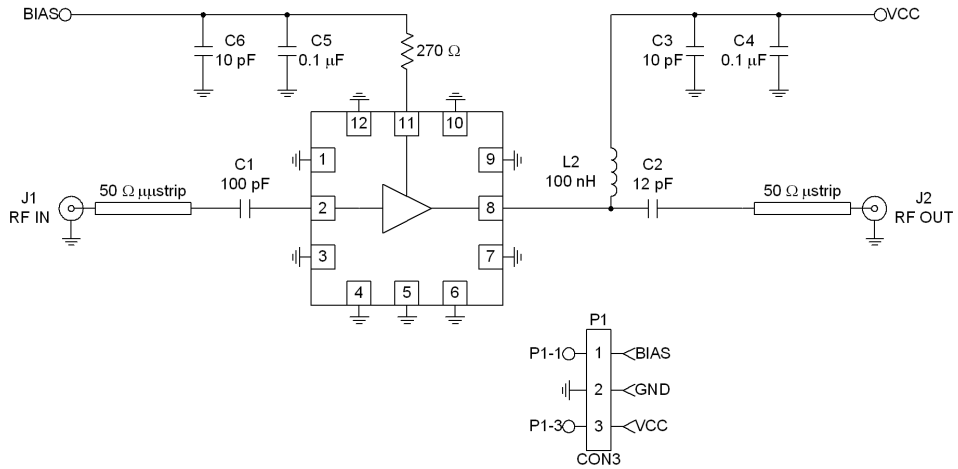 BIAS
C6
10 pF
C5
0.1 µF
270 Ω
C3
10 pF
C4
0.1 µF
VCC
12
11
10
1
9
L2
100 nH
C1
100 pF
C2
12 pF
J1
RF IN
50 Ω µµstrip
2
8
50 Ω µstrip
J2
RF OUT
3
7
4
5
6
P1
P1-1
1
BIAS
2
GND
P1-3
3
VCC
CON3